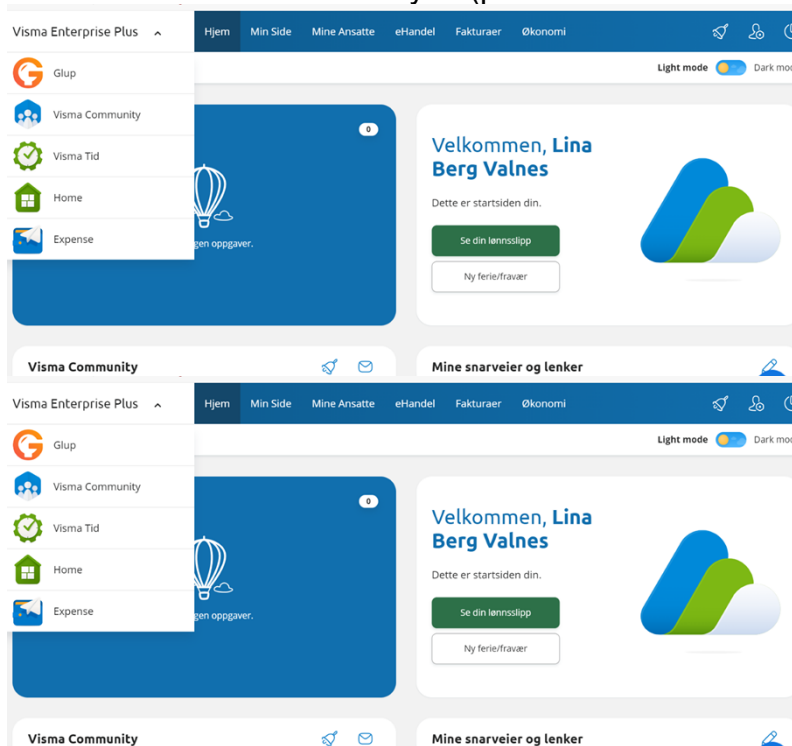 Visma Enterprise Plus Hjem Min Side Mine Ansatte eHandel Fakturaer Økonomi
Glup
Light mode Dark
Visma Community
0
Visma Tid
Velkommen, Lina
Berg Valnes
Home
Dette er startsiden din.
Expense
oppgaver.
Se din lønnsslipp
Ny ferie/fravær
Visma Community
Mine snarveier og lenker
Visma Enterprise Plus Hjem Min Side Mine Ansatte eHandel Fakturaer Økonomi
Glup
Light mode Dark
Visma Community
0
Visma Tid
Velkommen, Lina
Berg Valnes
Home
Dette er startsiden din.
Expense
oppgaver.
Se din lønnsslipp
Ny ferie/fravær
Visma Community
Mine snarveier og lenker